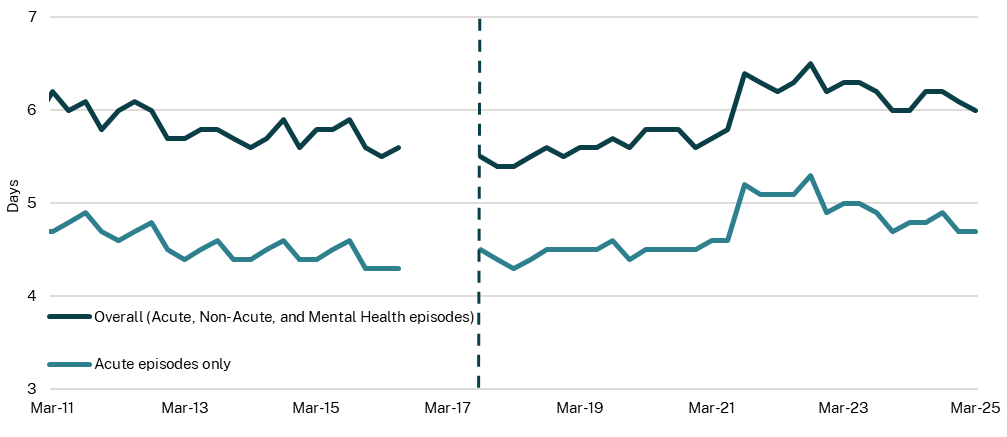 7
6
5
4
3
Days
Overall (Acute, Non-Acute, and Mental Health episodes)
Acute episodes only
Mar-11 Mar-13 Mar-15 Mar-17 Mar-19 Mar-21 Mar-23 Mar-25